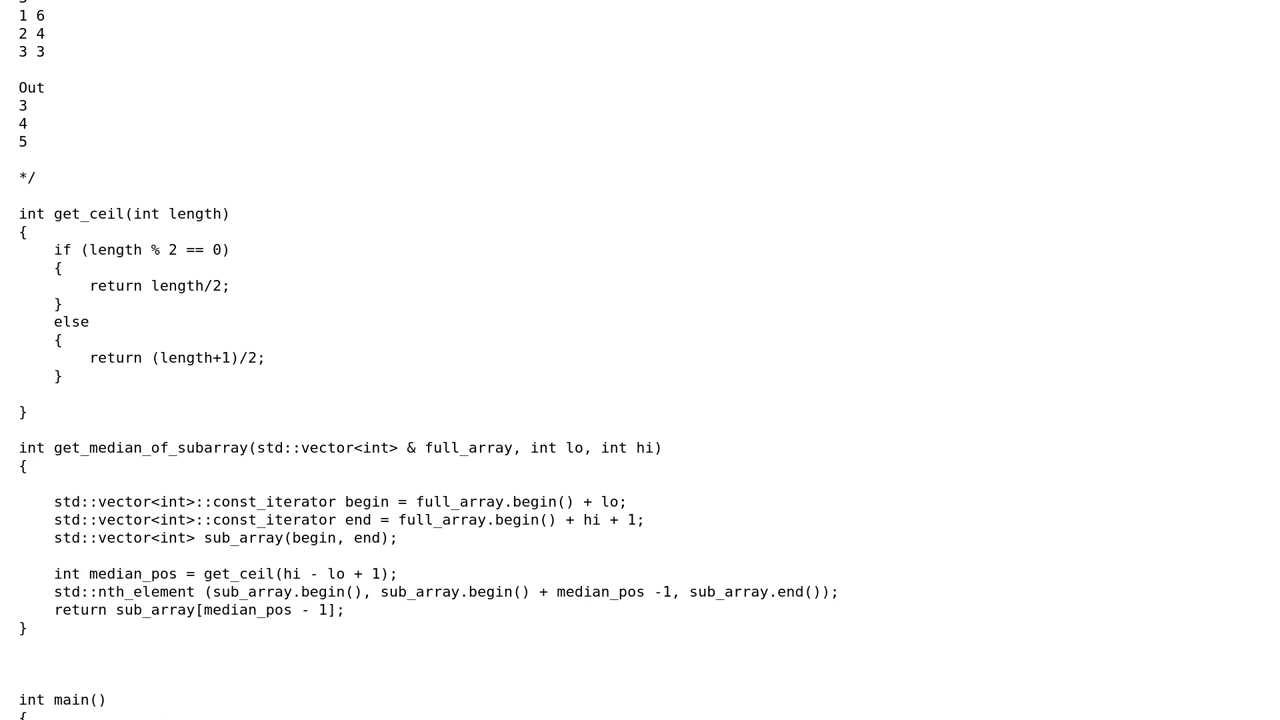 1 6
2 4
3 3

Out
3
4
5

*/

int get_ceil(int length)
{
    if (length % 2 == 0)
    {
        return length/2;
    }
    else
    {
        return (length+1)/2;
    }

}

int get_median_of_subarray(std::vector<int> & full_array, int lo, int hi)
{

    std::vector<int>::const_iterator begin = full_array.begin() + lo;
    std::vector<int>::const_iterator end = full_array.begin() + hi + 1;
    std::vector<int> sub_array(begin, end);

    int median_pos = get_ceil(hi - lo + 1);
    std::nth_element (sub_array.begin(), sub_array.begin() + median_pos -1, sub_array.end());
    return sub_array[median_pos - 1];
}



int main()
{